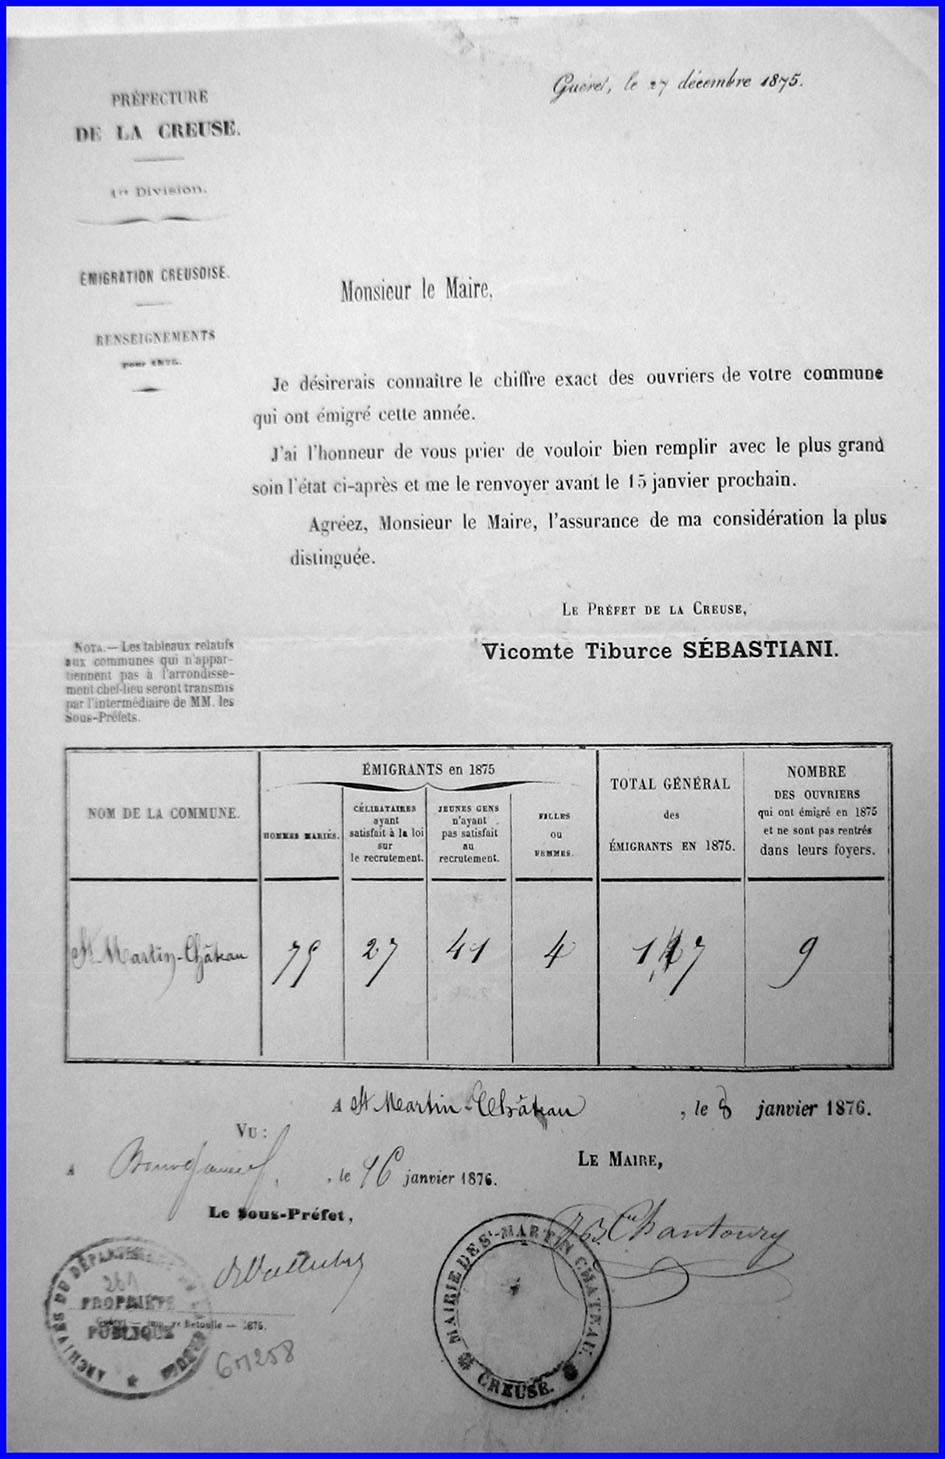 PRÉFECTURE
DE LA CREUSE.
1re Division.
ÉMIGRATION CREUSOISE.
RENSEIGNEMENTS
pour 1875.
Guéret, le 27 décembre 1875.
Monsieur le Maire,
Je désirerais connaître le chiffre exact des ouvriers de votre commune
qui ont émigré cette année.
J'ai l'honneur de vous prier de vouloir bien remplir avec le plus grand
soin l'état ci-après et me le renvoyer avant le 15 janvier prochain.
Agréez, Monsieur le Maire, l'assurance de ma considération la plus
distinguée.
LE PRÉFET DE LA CREUSE,
Vicomte Tiburce SÉBASTIANI.
NOTA. — Les tableaux relatifs
aux communes qui n'appar-
tiennent pas à l'arrondisse-
ment chef-lieu seront transmis
par l'intermédiaire de MM. les
Sous-Préfets.
NOM DE LA COMMUNE.
ÉMIGRANTS en 1875
HOMMES MARIÉS.
CÉLIBATAIRES
ayant
satisfait à la loi
sur
le recrutement.
JEUNES GENS
n'ayant
pas satisfait
au
recrutement.
FILLES
ou
FEMMES.
TOTAL GÉNÉRAL
des
ÉMIGRANTS EN 1875.
NOMBRE
DES OUVRIERS
qui ont émigré en 1875
et ne sont pas rentrés
dans leurs foyers.
St Martin-Château 27 41 4 9
A St Martin-Château, le 8 janvier 1876.
VU :
A Bourganeuf, le 16 janvier 1876.
LE MAIRE,
Le Sous-Préfet,
Chantoury
MAIRIE DE ST-MARTIN CHATEAU.
CREUSE.
ARCHIVES DU DÉPARTEMENT
261
PROPRIÉTÉ
PUBLIQUE
Betoulle — 1875.
6M258